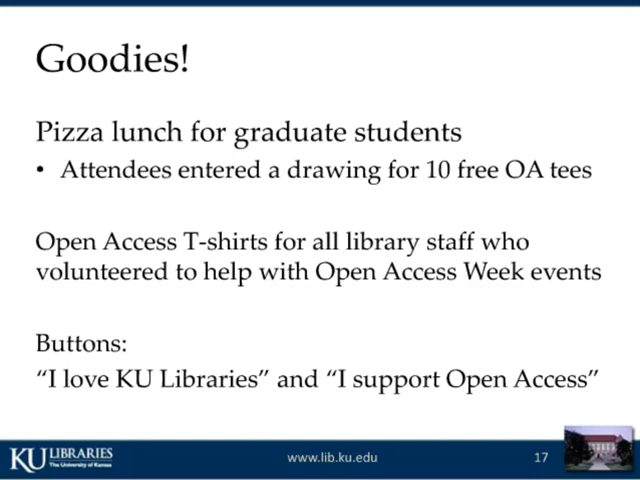 Goodies!
Pizza lunch for graduate students
• Attendees entered a drawing for 10 free OA tees
Open Access T-shirts for all library staff who
volunteered to help with Open Access Week events
Buttons:
“I love KU Libraries” and “I support Open Access”
KU LIBRARIES
The University of Kansas
www.lib.ku.edu
17